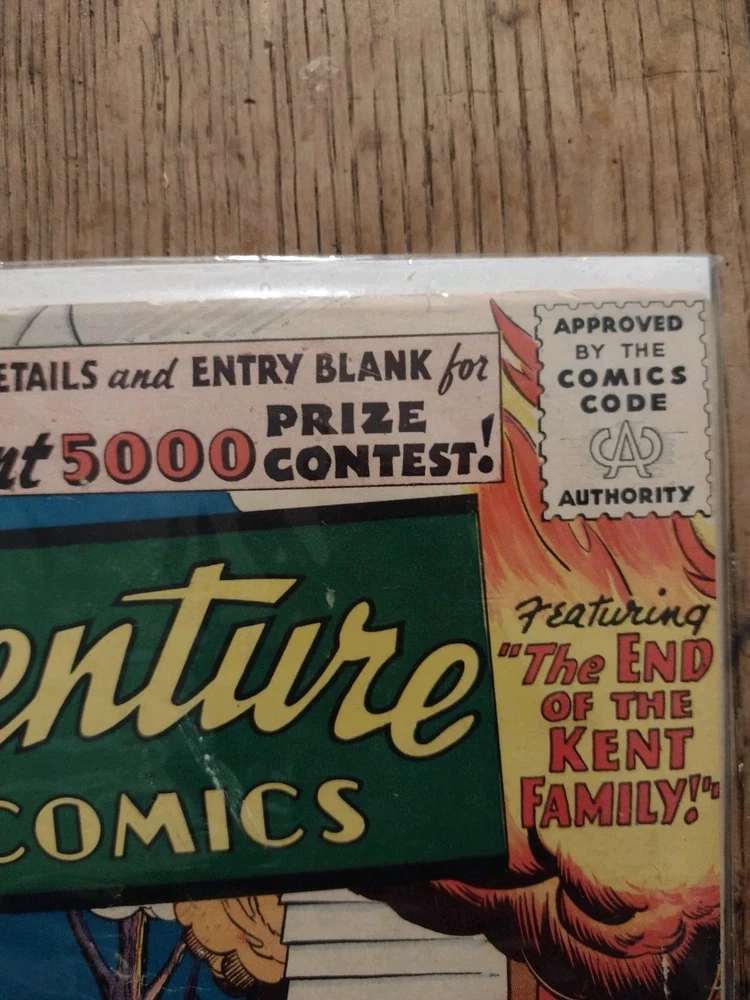 ETAILS and ENTRY BLANK for
nt 5000 PRIZE
CONTEST!
APPROVED
BY THE
COMICS
CODE
CA
AUTHORITY
enture
COMICS
Featuring
"The END
OF THE
KENT
FAMILY!"